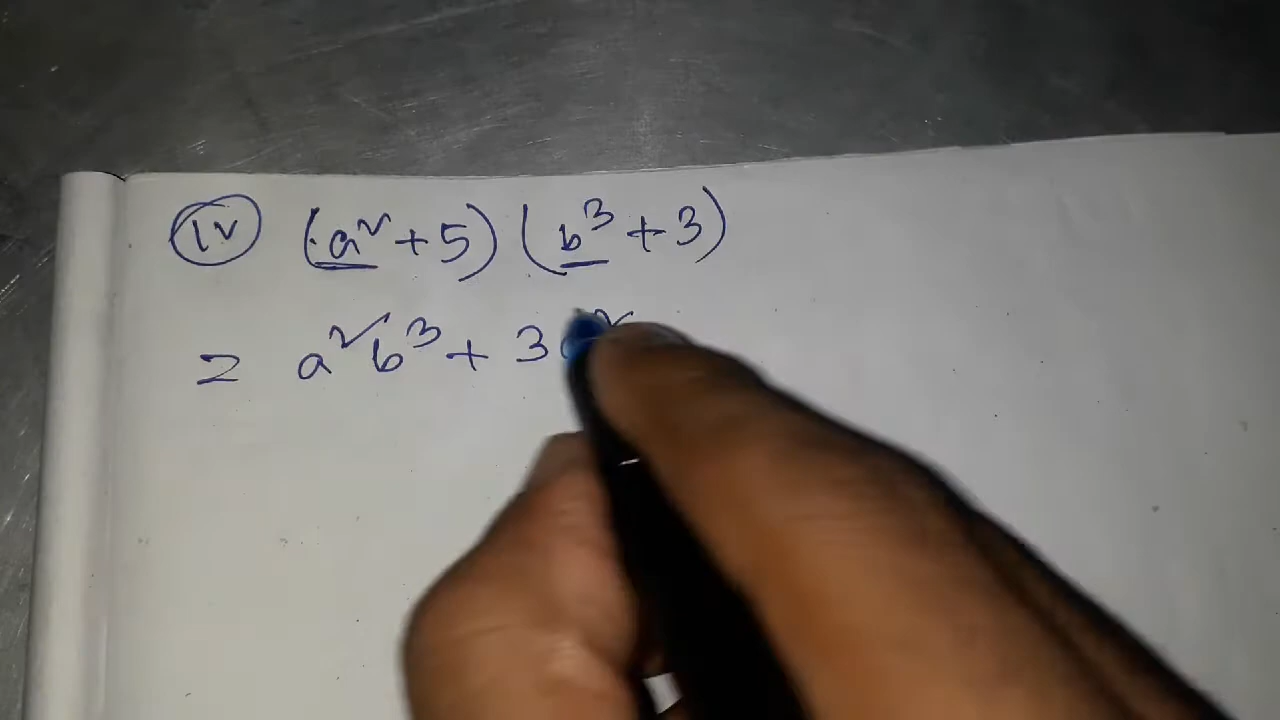 (iv) (a² + 5) (b³ + 3)
= a²b³ + 3